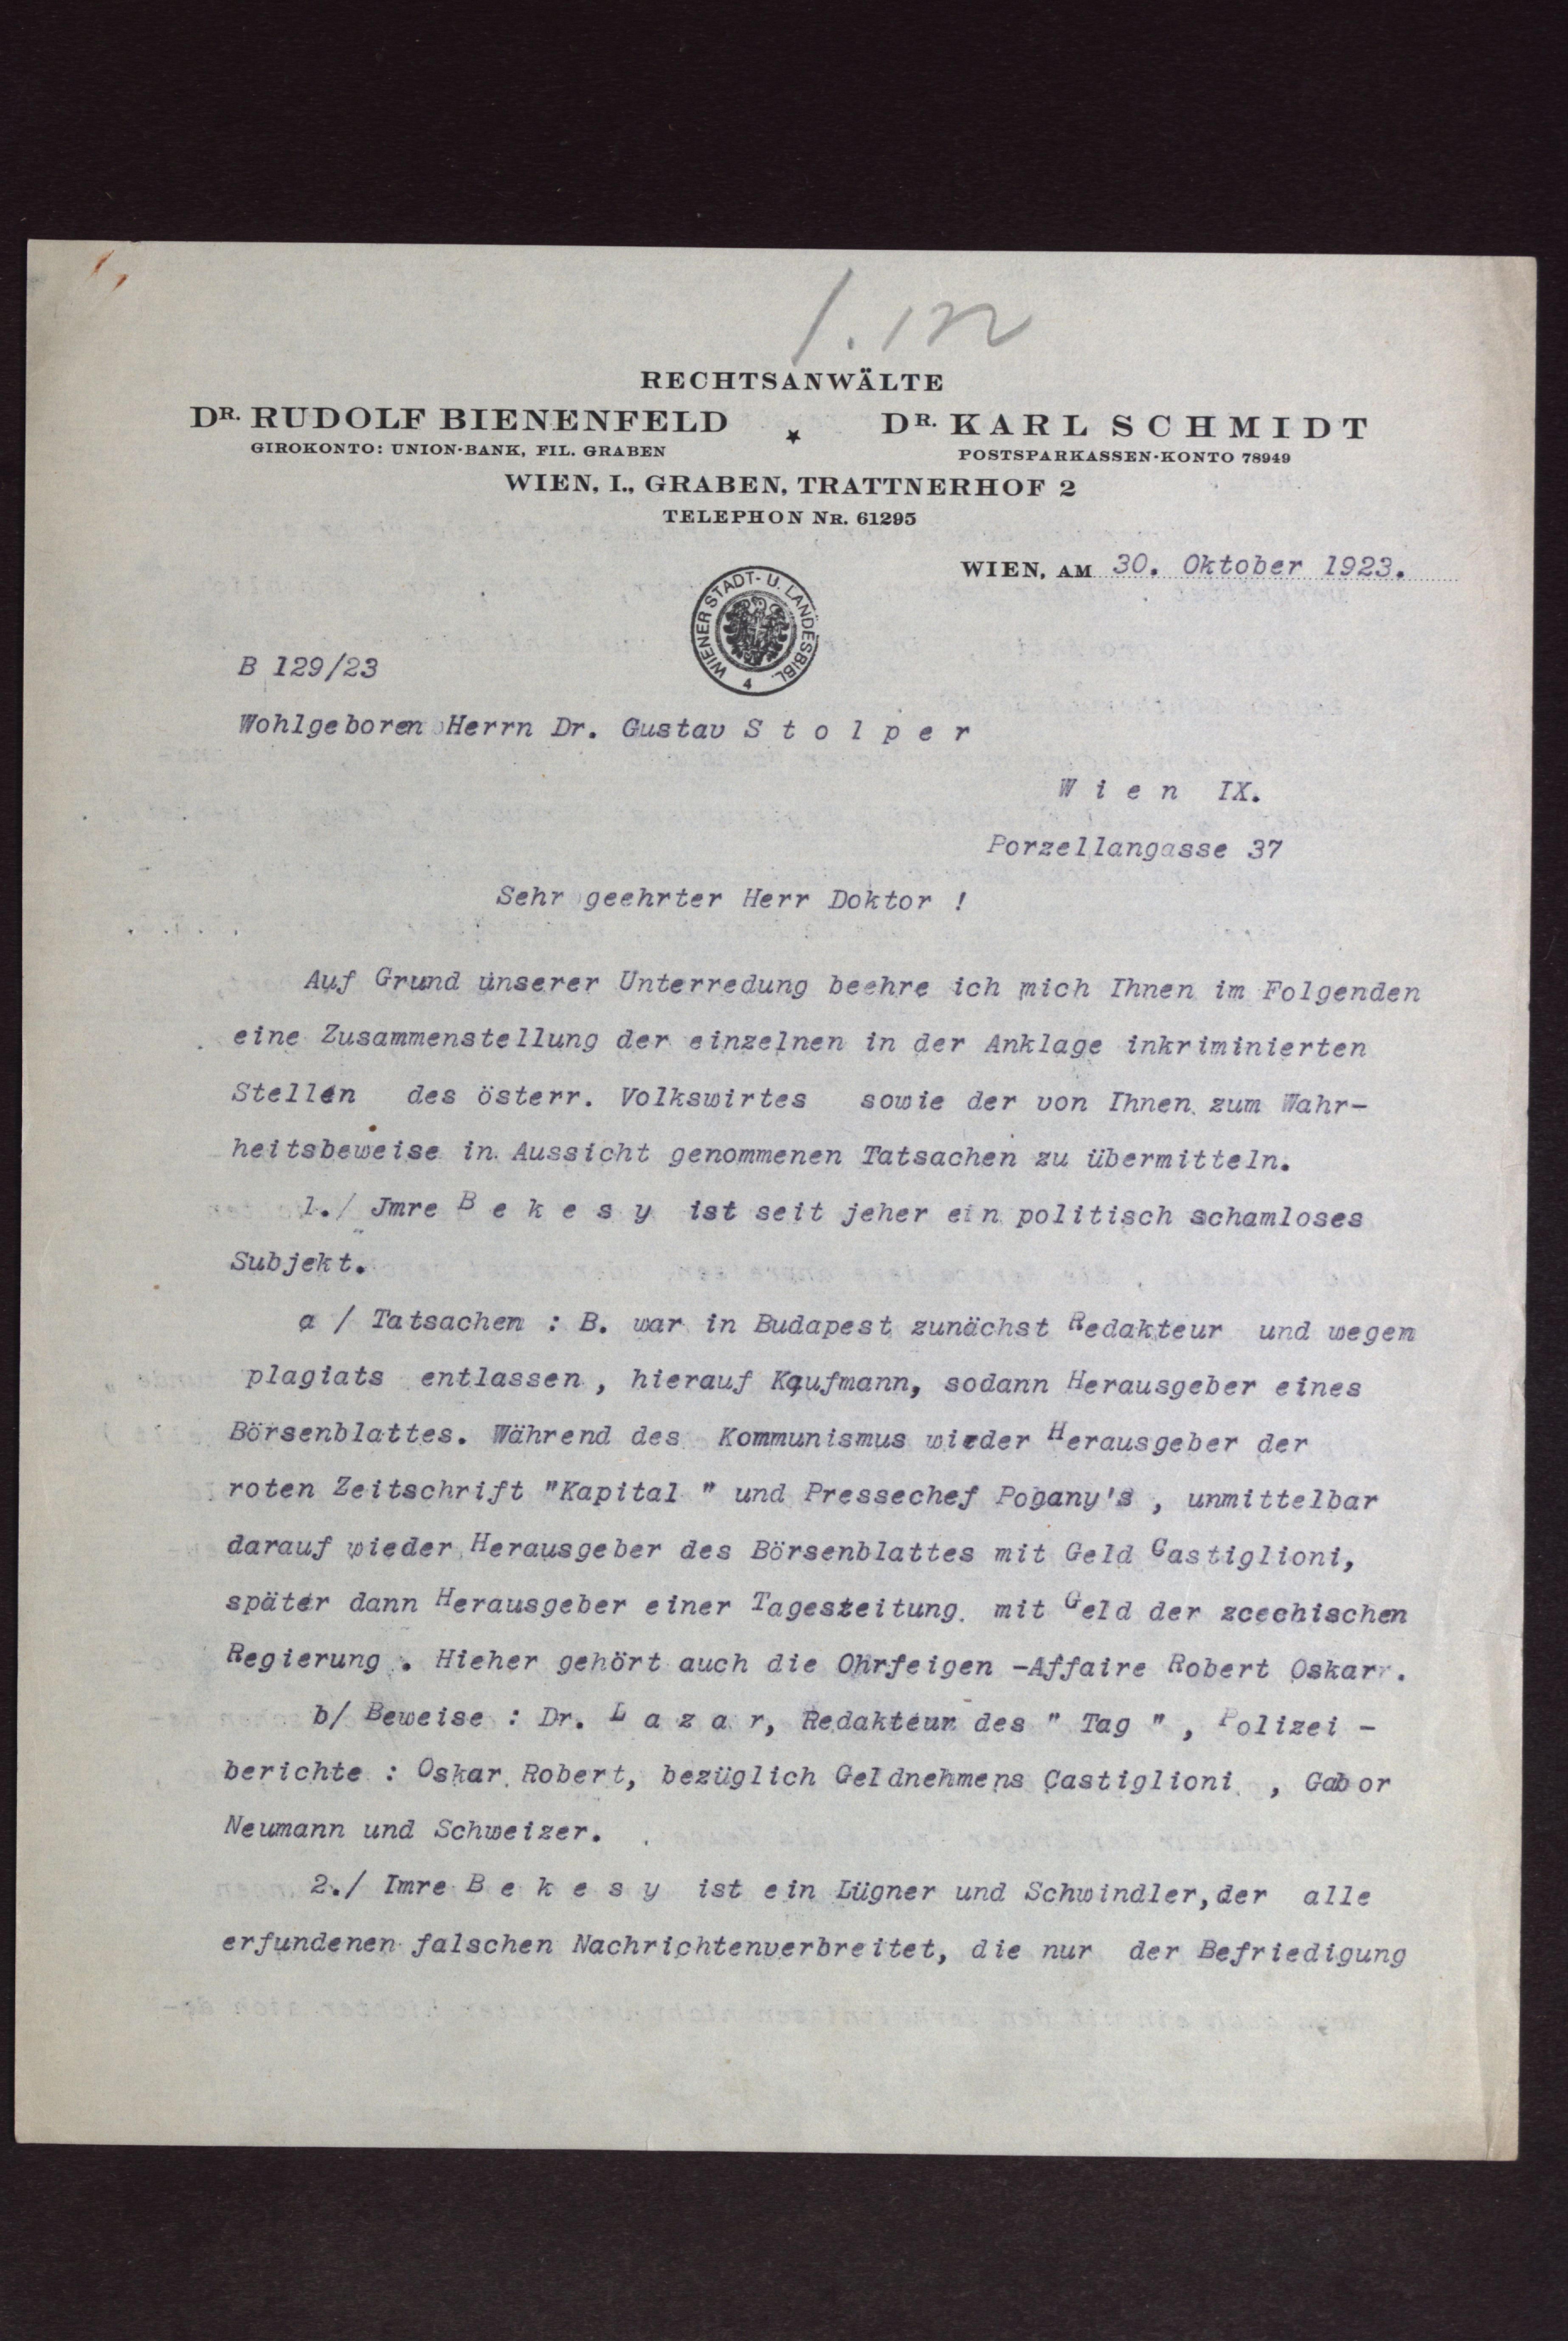 RECHTSANWÄLTE
DR. RUDOLF BIENENFELD * DR. KARL SCHMIDT
GIROKONTO: UNION-BANK, FIL. GRABEN POSTSPARKASSEN-KONTO 78949
WIEN, I., GRABEN, TRATTNERHOF 2
TELEPHON NR. 61295
WIEN, AM 30. Oktober 1923.
WIENER STADT- U. LANDESBIBL. 4
B 129/23
Wohlgeboren Herrn Dr. Gustav S t o l p e r
W i e n IX.
Porzellangasse 37
Sehr geehrter Herr Doktor !
Auf Grund unserer Unterredung beehre ich mich Ihnen im Folgenden
eine Zusammenstellung der einzelnen in der Anklage inkriminierten
Stellen des österr. Volkswirtes sowie der von Ihnen zum Wahr-
heitsbeweise in Aussicht genommenen Tatsachen zu übermitteln.
1./ Jmre B e k e s y ist seit jeher ein politisch schamloses
Subjekt.
a / Tatsachen : B. war in Budapest zunächst Redakteur und wegen
plagiats entlassen , hierauf Kaufmann, sodann Herausgeber eines
Börsenblattes. Während des Kommunismus wieder Herausgeber der
roten Zeitschrift "Kapital " und Pressechef Pogany's , unmittelbar
darauf wieder Herausgeber des Börsenblattes mit Geld Castiglioni,
später dann Herausgeber einer Tageszeitung mit Geld der zcechischen
Regierung . Hieher gehört auch die Ohrfeigen -Affaire Robert Oskar.
b/ Beweise : Dr. L a z a r, Redakteur des " Tag " , Polizei -
berichte : Oskar Robert, bezüglich Geldnehmens Castiglioni , Gabor
Neumann und Schweizer.
2./ Imre B e k e s y ist ein Lügner und Schwindler,der alle
erfundenen falschen Nachrichtenverbreitet, die nur der Befriedigung